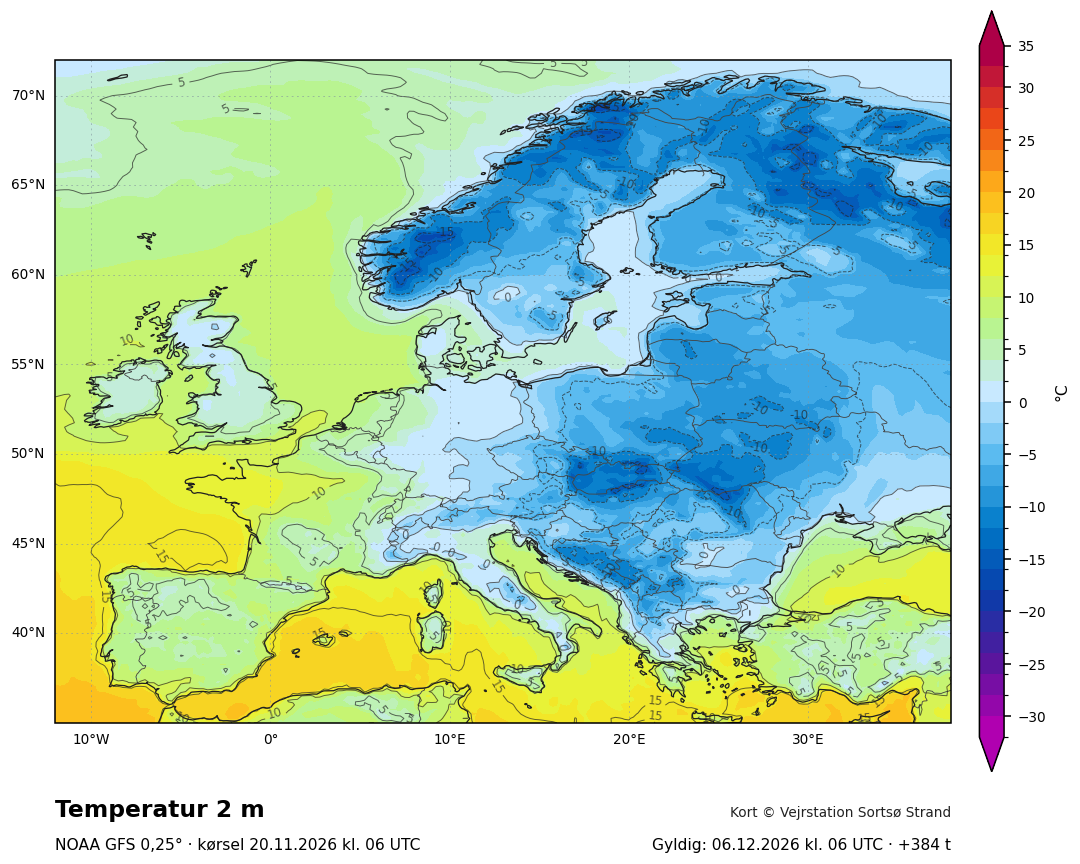 70°N
65°N
60°N
55°N
50°N
45°N
40°N
10°W
0°
10°E
20°E
30°E
35
30
25
20
15
10
5
0
−5
−10
−15
−20
−25
−30
°C
Temperatur 2 m
Kort © Vejrstation Sortsø Strand
NOAA GFS 0,25° · kørsel 20.11.2026 kl. 06 UTC
Gyldig: 06.12.2026 kl. 06 UTC · +384 t